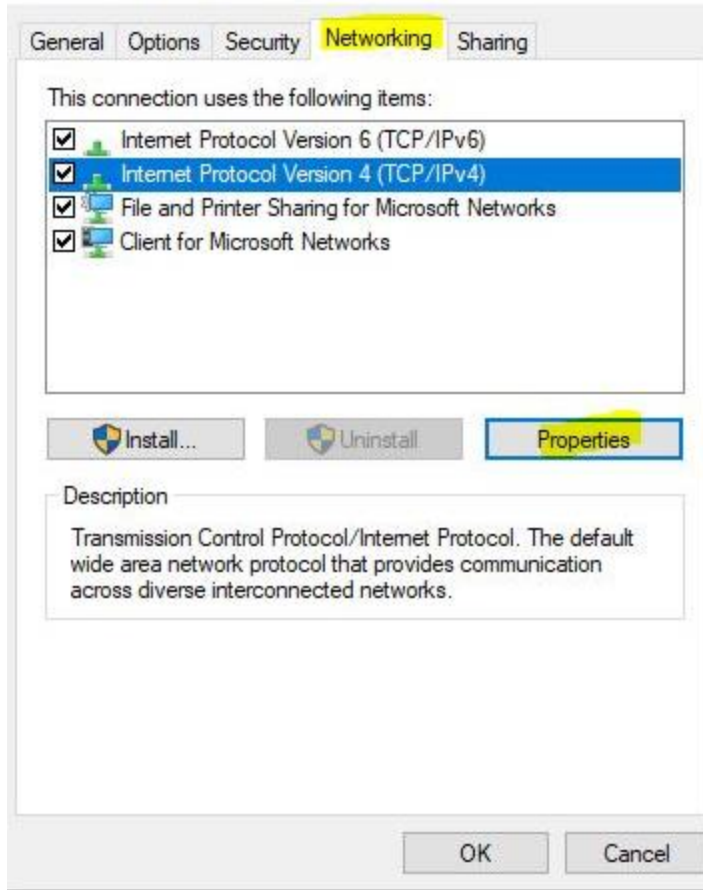 General Options Security Networking Sharing
This connection uses the following items:
Internet Protocol Version 6 (TCP/IPv6)
Internet Protocol Version 4 (TCP/IPv4)
File and Printer Sharing for Microsoft Networks
Client for Microsoft Networks
Install... Uninstall Properties
Description
Transmission Control Protocol/Internet Protocol. The default
wide area network protocol that provides communication
across diverse interconnected networks.
OK Cancel